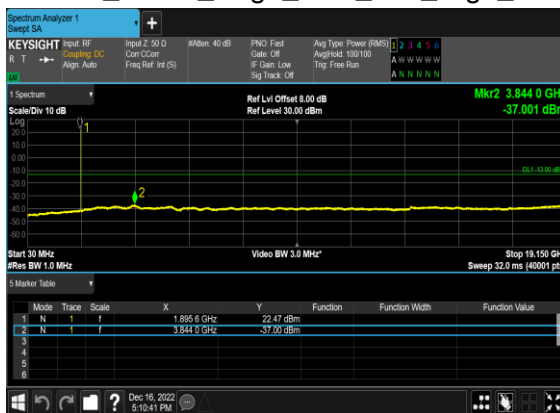 Spectrum Analyzer 1
Swept SA
+
KEYSIGHT
R T
LU
Input: RF
Coupling: DC
Align: Auto
Input Z: 50 Ω
Corr CCorr
Freq Ref: Int (S)
#Atten: 40 dB
PNO: Fast
Gate: Off
IF Gain: Low
Sig Track: Off
Avg Type: Power (RMS)
Avg|Hold: 100/100
Trig: Free Run
1 2 3 4 5 6
A W W W W W
A N N N N N
1 Spectrum
Scale/Div 10 dB
Ref Lvl Offset 8.00 dB
Ref Level 30.00 dBm
Mkr2 3.844 0 GH
-37.001 dBr
Log
20.0
10.0
0.00
-10.0
-20.0
-30.0
-40.0
-50.0
-60.0
1
2
DL1 -13.00 dB
Start 30 MHz
#Res BW 1.0 MHz
Video BW 3.0 MHz*
Stop 19.150 GH
Sweep 32.0 ms (40001 pt
5 Marker Table
Mode Trace Scale X Y Function Function Width Function Value
1 N 1 f 1.895 6 GHz 22.47 dBm
2 N 1 f 3.844 0 GHz -37.00 dBm
3
4
5
6
?
Dec 16, 2022
5:10:41 PM